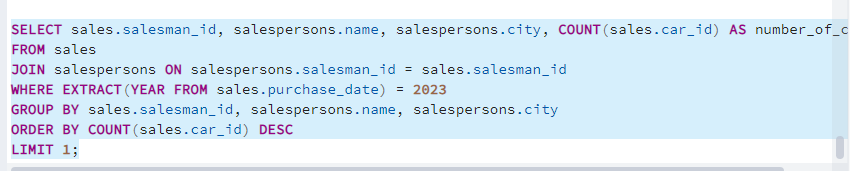 SELECT sales.salesman_id, salespersons.name, salespersons.city, COUNT(sales.car_id) AS number_of_c
FROM sales
JOIN salespersons ON salespersons.salesman_id = sales.salesman_id
WHERE EXTRACT(YEAR FROM sales.purchase_date) = 2023
GROUP BY sales.salesman_id, salespersons.name, salespersons.city
ORDER BY COUNT(sales.car_id) DESC
LIMIT 1;